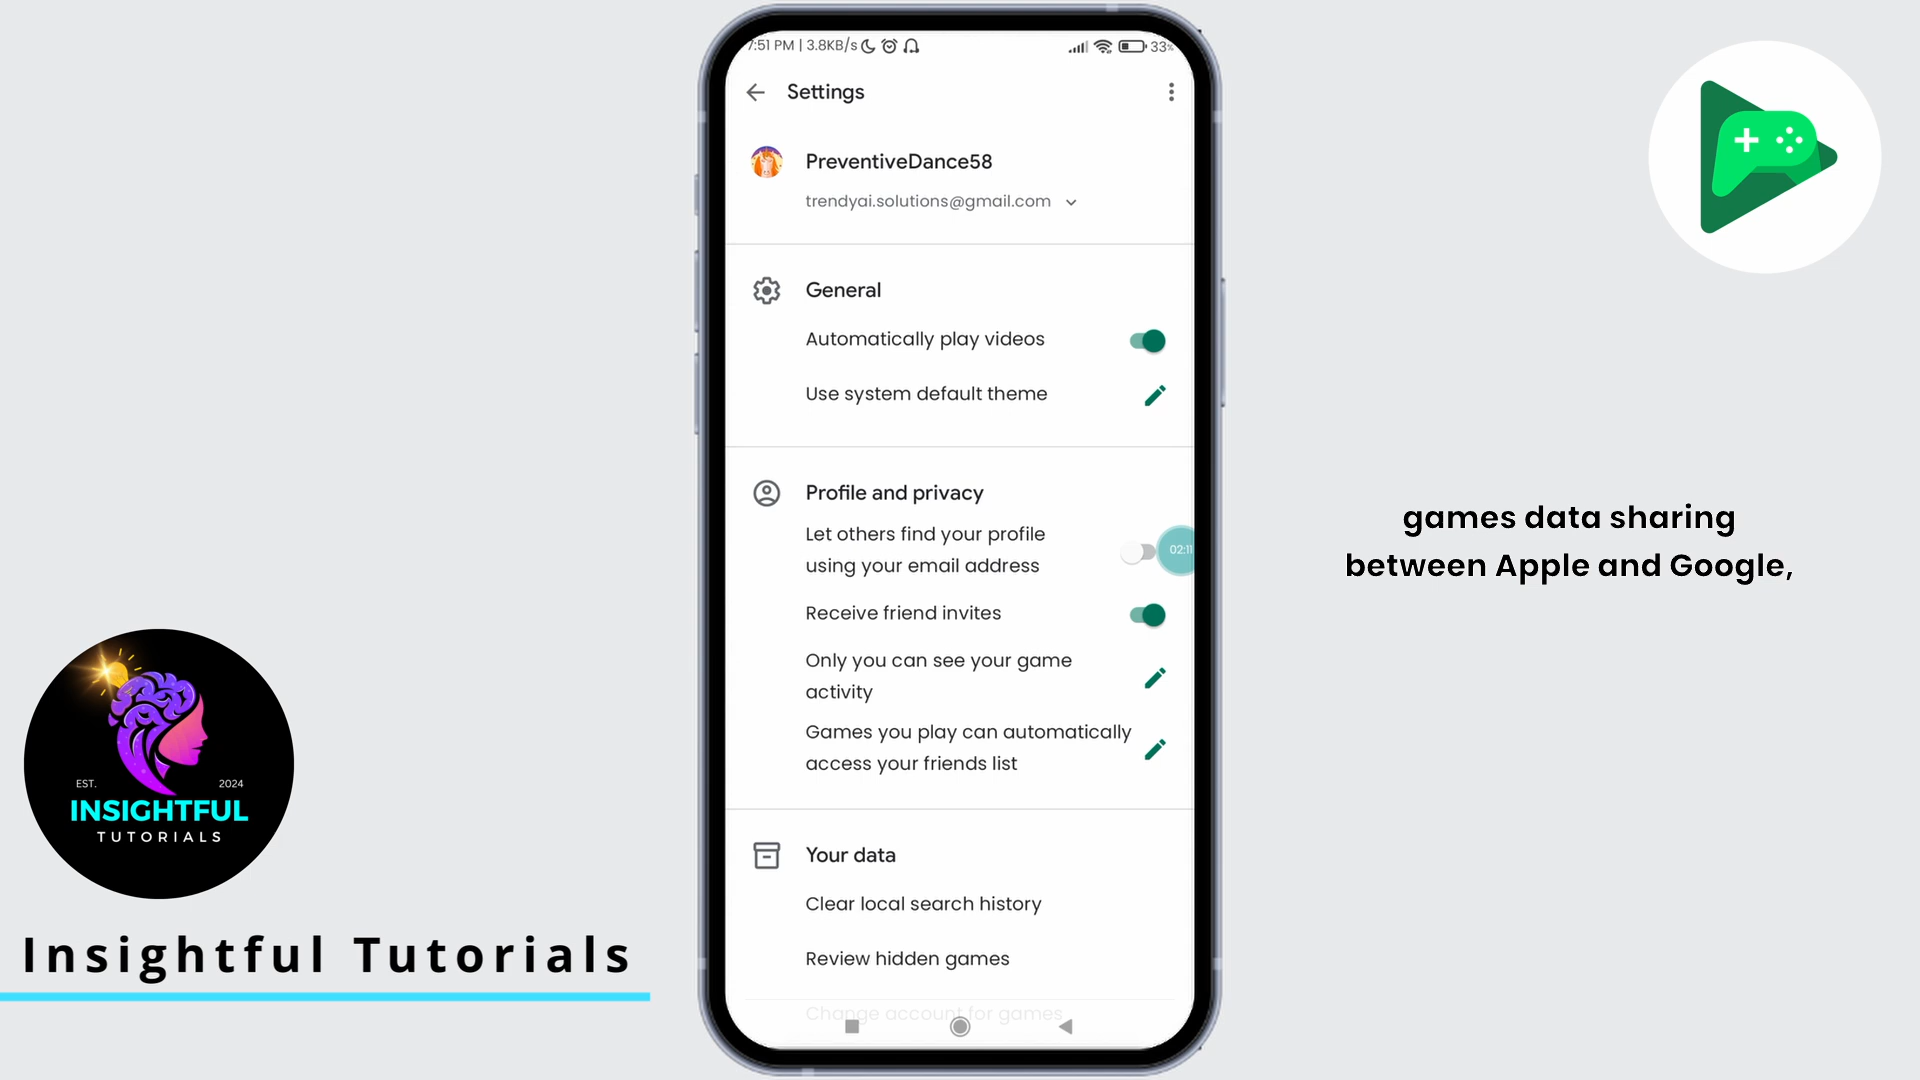 7:51 PM | 3.8KB/s
33%
Settings
PreventiveDance58
trendyai.solutions@gmail.com
General
Automatically play videos
Use system default theme
Profile and privacy
Let others find your profile
using your email address
02:11
Receive friend invites
Only you can see your game
activity
Games you play can automatically
access your friends list
Your data
Clear local search history
Review hidden games
Change account for games
games data sharing
between Apple and Google,
EST. 2024
INSIGHTFUL
TUTORIALS
Insightful Tutorials